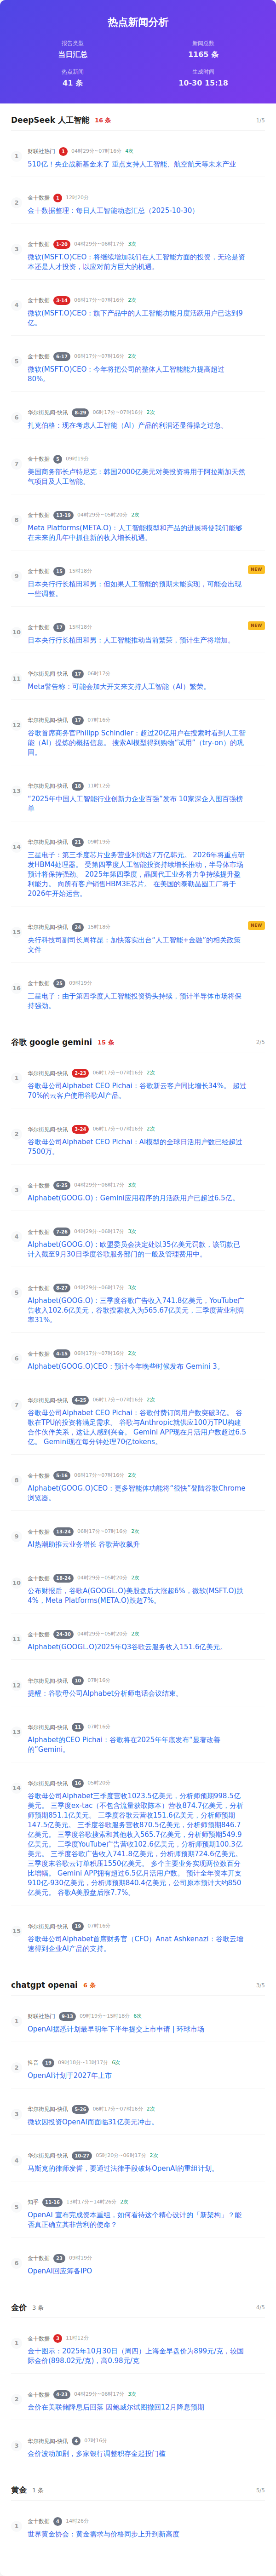 热点新闻分析
报告类型
新闻总数
当日汇总
1165 条
热点新闻
生成时间
41 条
10-30 15:18
DeepSeek 人工智能 16 条 1/5
1
财联社热门 1 04时29分~07时16分 4次
510亿！央企战新基金来了 重点支持人工智能、航空航天等未来产业
2
金十数据 1 12时20分
金十数据整理：每日人工智能动态汇总（2025-10-30）
3
金十数据 1-20 04时29分~06时17分 3次
微软(MSFT.O)CEO：将继续增加我们在人工智能方面的投资，无论是资
本还是人才投资，以应对前方巨大的机遇。
4
金十数据 3-14 06时17分~07时16分 2次
微软(MSFT.O)CEO：旗下产品中的人工智能功能月度活跃用户已达到9
亿。
5
金十数据 6-17 06时17分~07时16分 2次
微软(MSFT.O)CEO：今年将把公司的整体人工智能能力提高超过
80%。
6
华尔街见闻-快讯 8-29 06时17分~07时16分 2次
扎克伯格：现在考虑人工智能（AI）产品的利润还显得操之过急。
7
金十数据 5 09时19分
美国商务部长卢特尼克：韩国2000亿美元对美投资将用于阿拉斯加天然
气项目及人工智能。
8
金十数据 13-19 04时29分~05时20分 2次
Meta Platforms(META.O)：人工智能模型和产品的进展将使我们能够
在未来的几年中抓住新的收入增长机遇。
9
金十数据 15 15时18分
NEW
日本央行行长植田和男：但如果人工智能的预期未能实现，可能会出现
一些调整。
10
金十数据 17 15时18分
NEW
日本央行行长植田和男：人工智能推动当前繁荣，预计生产将增加。
11
华尔街见闻-快讯 17 06时17分
Meta警告称：可能会加大开支来支持人工智能（AI）繁荣。
12
华尔街见闻-快讯 17 07时16分
谷歌首席商务官Philipp Schindler：超过20亿用户在搜索时看到人工智
能（AI）提炼的概括信息。 搜索AI模型得到购物“试用”（try-on）的巩
固。
13
华尔街见闻-快讯 18 11时12分
“2025年中国人工智能行业创新力企业百强”发布 10家深企入围百强榜
单
14
华尔街见闻-快讯 21 09时19分
三星电子：第三季度芯片业务营业利润达7万亿韩元。 2026年将重点研
发HBM4处理器。 受第四季度人工智能投资持续增长推动，半导体市场
预计将保持强劲。 2025年第四季度，晶圆代工业务将力争持续提升盈
利能力。 向所有客户销售HBM3E芯片。 在美国的泰勒晶圆工厂将于
2026年开始运营。
15
华尔街见闻-快讯 24 15时18分
NEW
央行科技司副司长周祥昆：加快落实出台“人工智能+金融”的相关政策
文件
16
金十数据 25 09时19分
三星电子：由于第四季度人工智能投资势头持续，预计半导体市场将保
持强劲。
谷歌 google gemini 15 条 2/5
1
华尔街见闻-快讯 2-23 06时17分~07时16分 2次
谷歌母公司Alphabet CEO Pichai：谷歌新云客户同比增长34%。 超过
70%的云客户使用谷歌AI产品。
2
华尔街见闻-快讯 3-24 06时17分~07时16分 2次
谷歌母公司Alphabet CEO Pichai：AI模型的全球日活用户数已经超过
7500万。
3
金十数据 6-25 04时29分~06时17分 3次
Alphabet(GOOG.O)：Gemini应用程序的月活跃用户已超过6.5亿。
4
金十数据 7-26 04时29分~06时17分 3次
Alphabet(GOOG.O)：欧盟委员会决定处以35亿美元罚款，该罚款已
计入截至9月30日季度谷歌服务部门的一般及管理费用中。
5
金十数据 8-27 04时29分~06时17分 3次
Alphabet(GOOG.O)：三季度谷歌广告收入741.8亿美元，YouTube广
告收入102.6亿美元，谷歌搜索收入为565.67亿美元，三季度营业利润
率31%。
6
金十数据 4-15 06时17分~07时16分 2次
Alphabet(GOOG.O)CEO：预计今年晚些时候发布 Gemini 3。
7
华尔街见闻-快讯 4-25 06时17分~07时16分 2次
谷歌母公司Alphabet CEO Pichai：谷歌付费订阅用户数突破3亿。 谷
歌在TPU的投资将满足需求。 谷歌与Anthropic就供应100万TPU构建
合作伙伴关系，这让人感到兴奋。 Gemini APP现在月活用户数超过6.5
亿。 Gemini现在每分钟处理70亿tokens。
8
金十数据 5-16 06时17分~07时16分 2次
Alphabet(GOOG.O)CEO：更多智能体功能将“很快”登陆谷歌Chrome
浏览器。
9
金十数据 13-24 06时17分~07时16分 2次
AI热潮助推云业务增长 谷歌营收飙升
10
金十数据 18-24 04时29分~05时20分 2次
公布财报后，谷歌A(GOOGL.O)美股盘后大涨超6%，微软(MSFT.O)跌
4%，Meta Platforms(META.O)跌超7%。
11
金十数据 24-30 04时29分~05时20分 2次
Alphabet(GOOGL.O)2025年Q3谷歌云服务收入151.6亿美元。
12
华尔街见闻-快讯 10 07时16分
提醒：谷歌母公司Alphabet分析师电话会议结束。
13
华尔街见闻-快讯 11 07时16分
Alphabet的CEO Pichai：谷歌将在2025年年底发布“显著改善
的”Gemini。
14
华尔街见闻-快讯 16 05时20分
谷歌母公司Alphabet三季度营收1023.5亿美元，分析师预期998.5亿
美元。 三季度ex-tac（不包含流量获取陈本）营收874.7亿美元，分析
师预期851.1亿美元。 三季度谷歌云营收151.6亿美元，分析师预期
147.5亿美元。 三季度谷歌服务营收870.5亿美元，分析师预期846.7
亿美元。 三季度谷歌搜索和其他收入565.7亿美元，分析师预期549.9
亿美元。 三季度YouTube广告营收102.6亿美元，分析师预期100.3亿
美元。 三季度谷歌广告收入741.8亿美元，分析师预期724.6亿美元。
三季度末谷歌云订单积压1550亿美元。 多个主要业务实现两位数百分
比增幅。 Gemini APP拥有超过6.5亿月活用户数。 预计全年资本开支
910亿-930亿美元，分析师预期840.4亿美元，公司原本预计大约850
亿美元。 谷歌A美股盘后涨7.7%。
15
华尔街见闻-快讯 19 07时16分
谷歌母公司Alphabet首席财务官（CFO）Anat Ashkenazi：谷歌云增
速得到企业AI产品的支持。
chatgpt openai 6 条 3/5
1
财联社热门 9-13 09时19分~15时18分 6次
OpenAI据悉计划最早明年下半年提交上市申请 | 环球市场
2
抖音 19 09时18分~13时17分 6次
OpenAI计划于2027年上市
3
华尔街见闻-快讯 5-26 06时17分~07时16分 2次
微软因投资OpenAI而面临31亿美元冲击。
4
华尔街见闻-快讯 10-27 05时20分~06时17分 2次
马斯克的律师发誓，要通过法律手段破坏OpenAI的重组计划。
5
知乎 11-16 13时17分~14时26分 2次
OpenAI 宣布完成资本重组，如何看待这个精心设计的「新架构」？能
否真正确立其非营利的使命？
6
金十数据 23 09时19分
OpenAI回应筹备IPO
金价 3 条 4/5
1
金十数据 3 11时12分
金十图示：2025年10月30日（周四）上海金早盘价为899元/克，较国
际金价(898.02元/克)，高0.98元/克
2
金十数据 4-23 04时29分~06时17分 3次
金价在美联储降息后回落 因鲍威尔试图撤回12月降息预期
3
华尔街见闻-快讯 4 07时16分
金价波动加剧，多家银行调整积存金起投门槛
黄金 1 条 5/5
1
金十数据 4 14时26分
世界黄金协会：黄金需求与价格同步上升到新高度